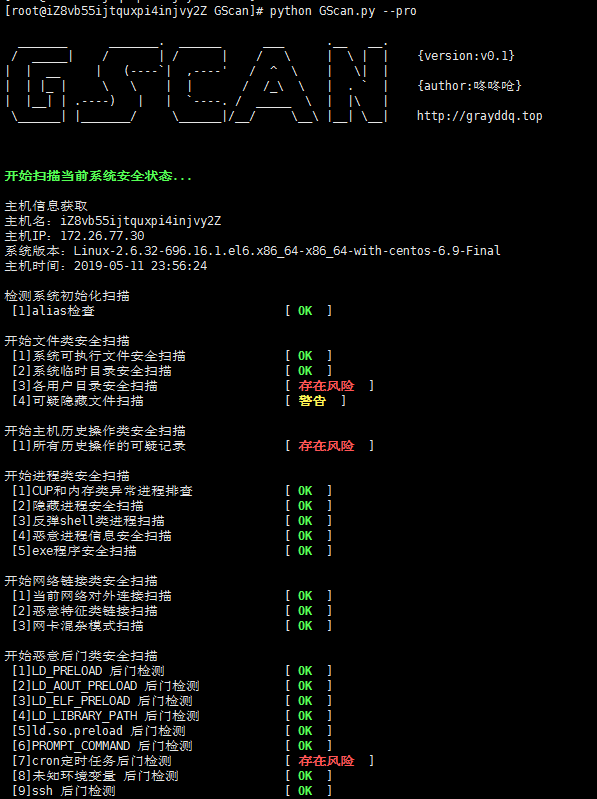 [root@iZ8vb55ijtquxpi4injvy2Z GScan]# python GScan.py --pro
GSCAN
{version:v0.1}
{author:咚咚呛}
http://grayddq.top
开始扫描当前系统安全状态...
主机信息获取
主机名: iZ8vb55ijtquxpi4injvy2Z
主机IP: 172.26.77.30
系统版本: Linux-2.6.32-696.16.1.el6.x86_64-x86_64-with-centos-6.9-Final
主机时间: 2019-05-11 23:56:24
检测系统初始化扫描
[1]alias检查 [ OK ]
开始文件类安全扫描
[1]系统可执行文件安全扫描 [ OK ]
[2]系统临时目录安全扫描 [ OK ]
[3]各用户目录安全扫描 [ 存在风险 ]
[4]可疑隐藏文件扫描 [ 警告 ]
开始主机历史操作类安全扫描
[1]所有历史操作的可疑记录 [ 存在风险 ]
开始进程类安全扫描
[1]CUP和内存类异常进程排查 [ OK ]
[2]隐藏进程安全扫描 [ OK ]
[3]反弹shell类进程扫描 [ OK ]
[4]恶意进程信息安全扫描 [ OK ]
[5]exe程序安全扫描 [ OK ]
开始网络链接类安全扫描
[1]当前网络对外连接扫描 [ OK ]
[2]恶意特征类链接扫描 [ OK ]
[3]网卡混杂模式扫描 [ OK ]
开始恶意后门类安全扫描
[1]LD_PRELOAD 后门检测 [ OK ]
[2]LD_AOUT_PRELOAD 后门检测 [ OK ]
[3]LD_ELF_PRELOAD 后门检测 [ OK ]
[4]LD_LIBRARY_PATH 后门检测 [ OK ]
[5]ld.so.preload 后门检测 [ OK ]
[6]PROMPT_COMMAND 后门检测 [ OK ]
[7]cron定时任务后门检测 [ 存在风险 ]
[8]未知环境变量 后门检测 [ OK ]
[9]ssh 后门检测 [ OK ]